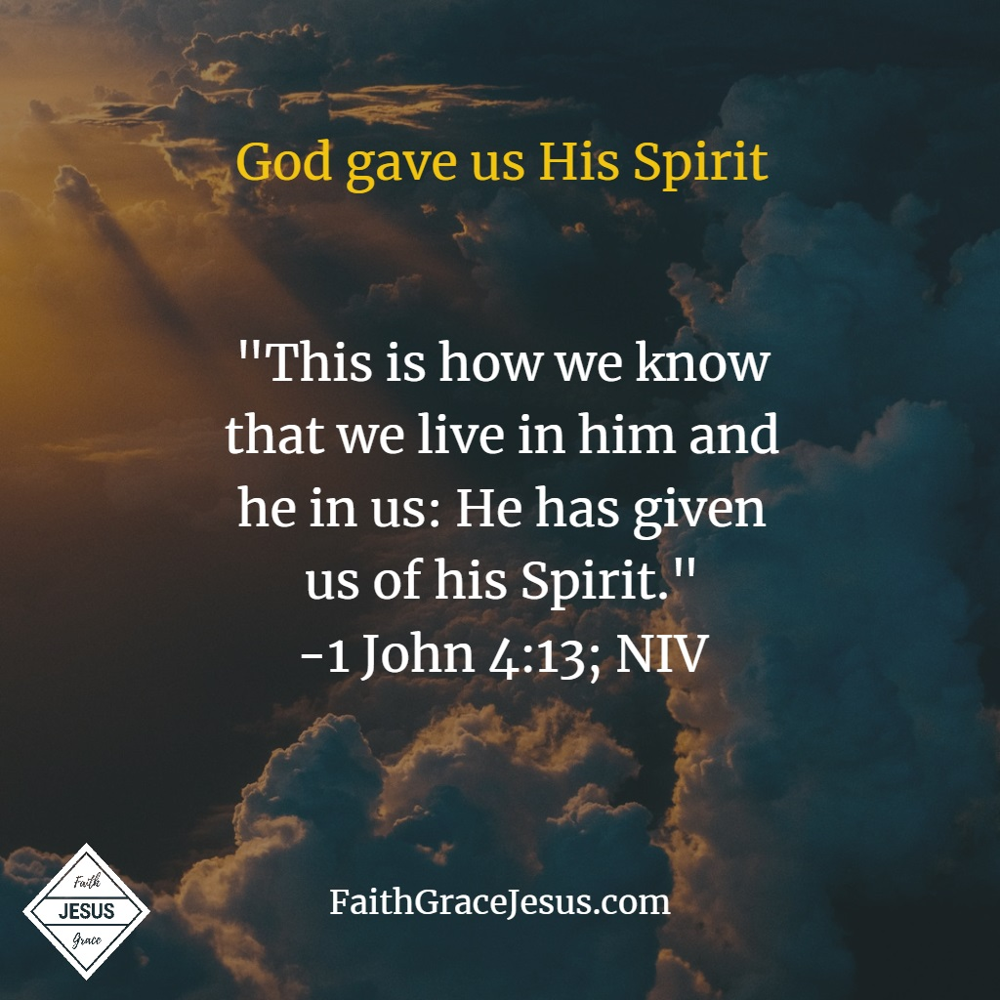 God gave us His Spirit
"This is how we know
that we live in him and
he in us: He has given
us of his Spirit."
-1 John 4:13; NIV
FaithGraceJesus.com
Faith
JESUS
Grace